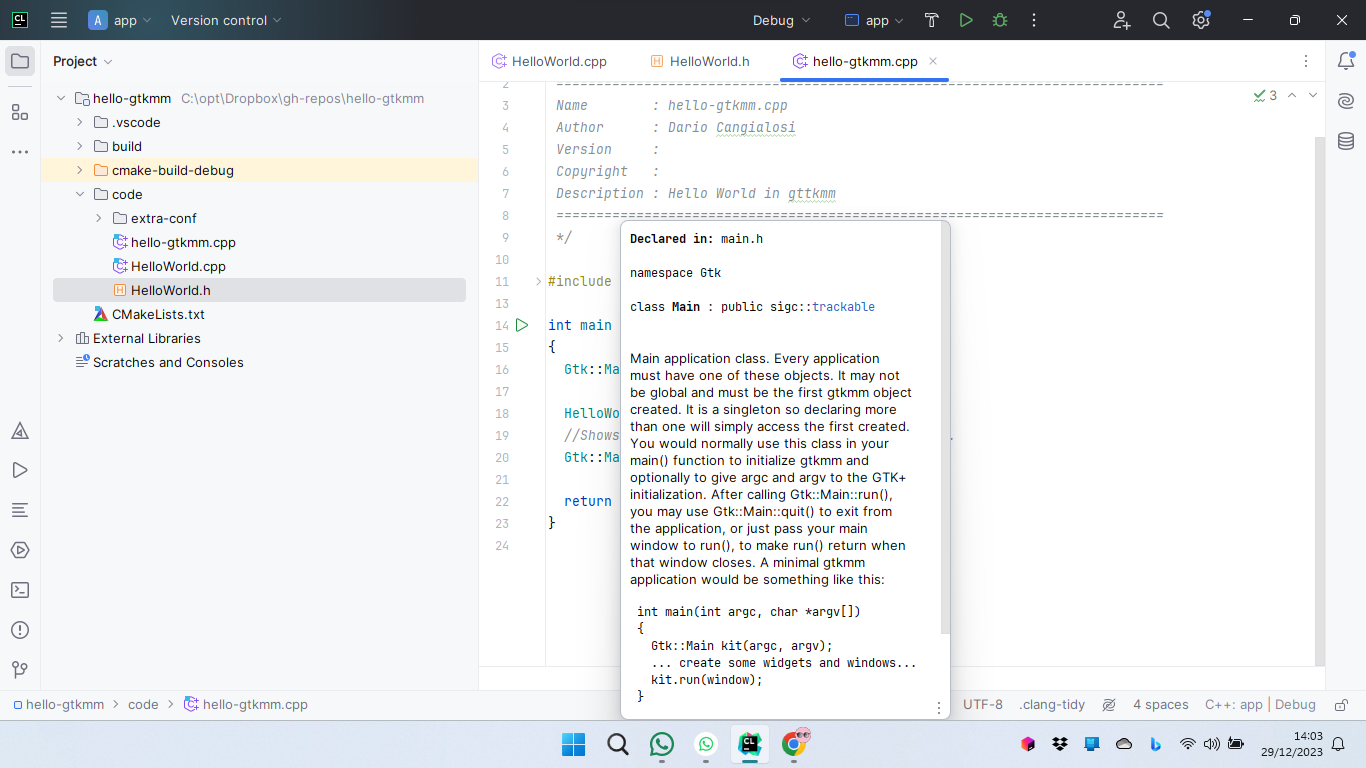 CL
A app
Version control
Debug
app
Project
hello-gtkmm C:\opt\Dropbox\gh-repos\hello-gtkmm
.vscode
build
cmake-build-debug
code
extra-conf
hello-gtkmm.cpp
HelloWorld.cpp
H HelloWorld.h
CMakeLists.txt
External Libraries
Scratches and Consoles
HelloWorld.cpp
H HelloWorld.h
hello-gtkmm.cpp
3
2 ============================================================================
3 Name : hello-gtkmm.cpp
4 Author : Dario Cangialosi
5 Version :
6 Copyright :
7 Description : Hello World in gttkmm
8 ============================================================================
9 */
10
11 #include
13
14 int main
15 {
16 Gtk::Ma
17
18 HelloWo
19 //Shows
20 Gtk::Ma
21
22 return
23 }
24
Declared in: main.h
namespace Gtk
class Main : public sigc::trackable
Main application class. Every application
must have one of these objects. It may not
be global and must be the first gtkmm object
created. It is a singleton so declaring more
than one will simply access the first created.
You would normally use this class in your
main() function to initialize gtkmm and
optionally to give argc and argv to the GTK+
initialization. After calling Gtk::Main::run(),
you may use Gtk::Main::quit() to exit from
the application, or just pass your main
window to run(), to make run() return when
that window closes. A minimal gtkmm
application would be something like this:
int main(int argc, char *argv[])
{
Gtk::Main kit(argc, argv);
... create some widgets and windows...
kit.run(window);
}
hello-gtkmm > code > hello-gtkmm.cpp
UTF-8 .clang-tidy 4 spaces C++: app | Debug
CL
14:03
29/12/2023